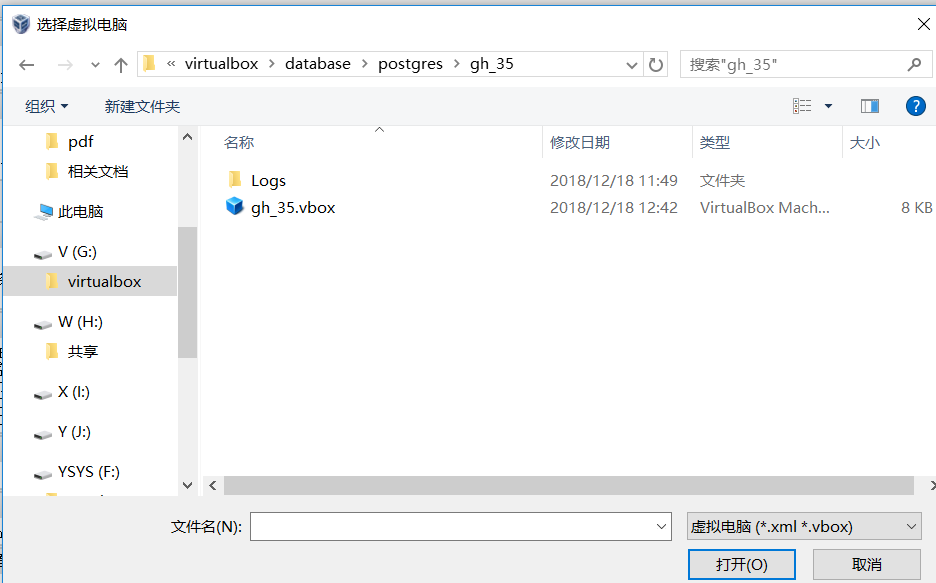 选择虚拟电脑
« virtualbox > database > postgres > gh_35
搜索"gh_35"
组织 新建文件夹
名称 修改日期 类型 大小
pdf
相关文档
此电脑
V (G:)
virtualbox
W (H:)
共享
X (I:)
Y (J:)
YSYS (F:)
Logs 2018/12/18 11:49 文件夹
gh_35.vbox 2018/12/18 12:42 VirtualBox Mach... 8 KB
文件名(N): 虚拟电脑 (*.xml *.vbox)
打开(O) 取消